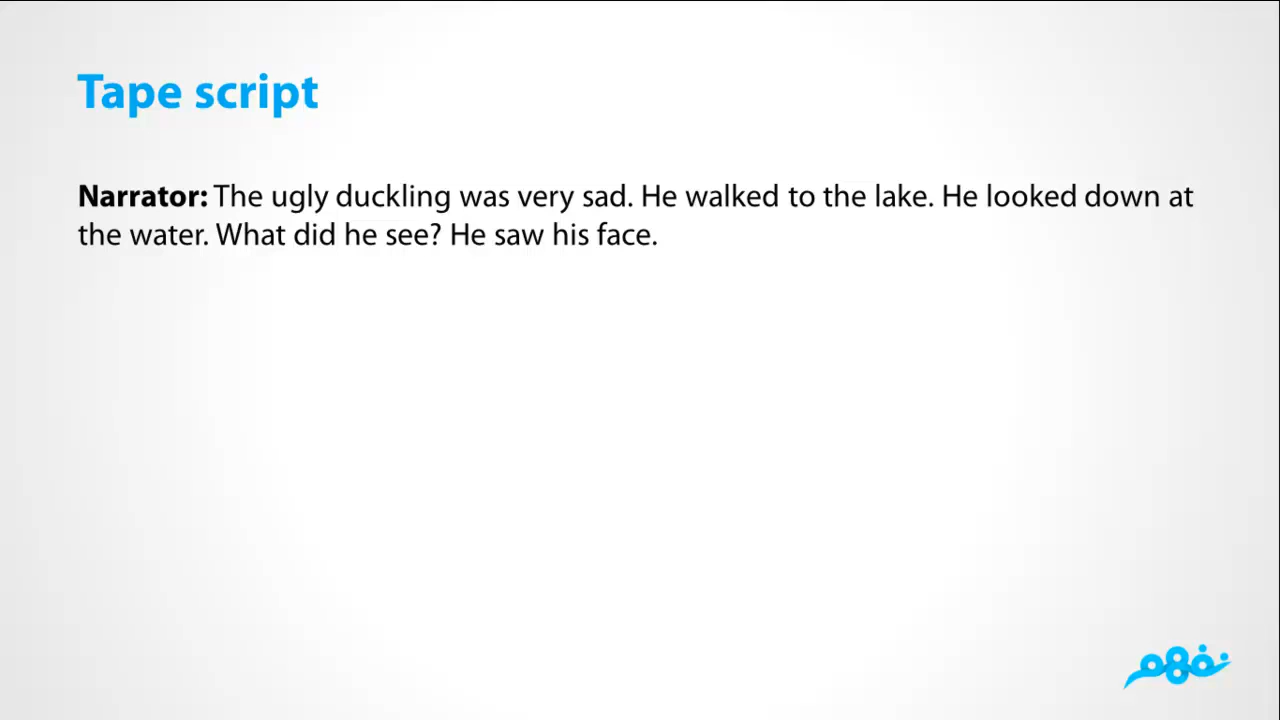 Tape script
Narrator: The ugly duckling was very sad. He walked to the lake. He looked down at
the water. What did he see? He saw his face.
نفهم